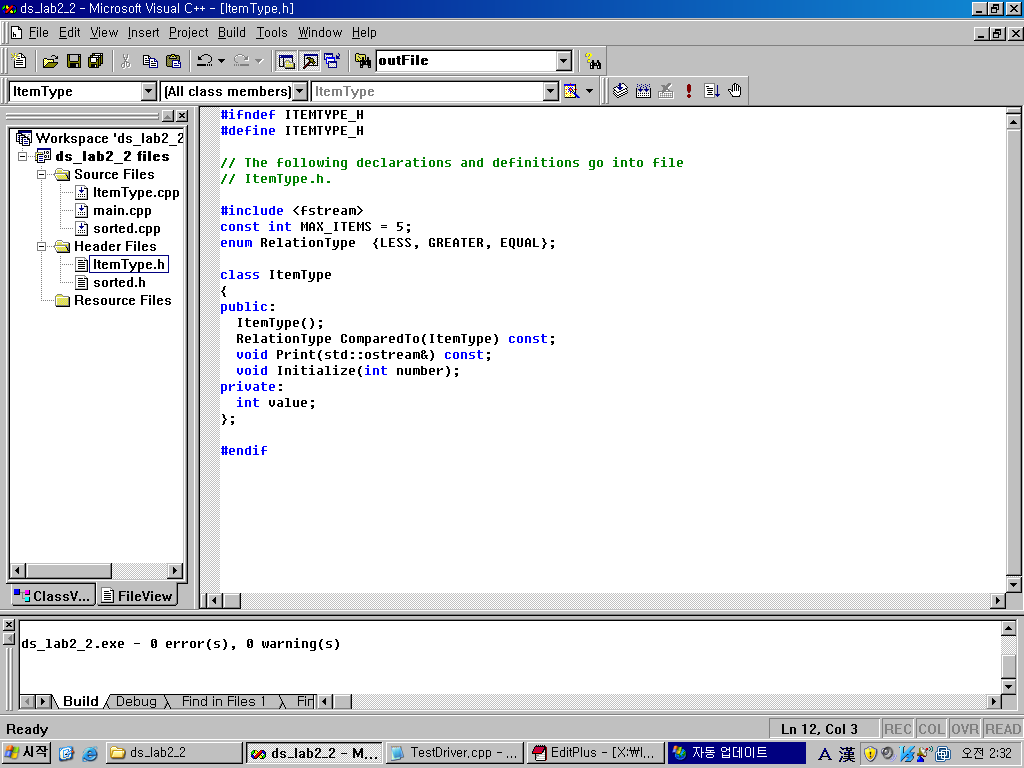 ds_lab2_2 - Microsoft Visual C++ - [ItemType.h]
File Edit View Insert Project Build Tools Window Help
outFile
ItemType [All class members] ItemType
Workspace 'ds_lab2_2
ds_lab2_2 files
Source Files
ItemType.cpp
main.cpp
sorted.cpp
Header Files
ItemType.h
sorted.h
Resource Files
ClassV... FileView
#ifndef ITEMTYPE_H
#define ITEMTYPE_H
// The following declarations and definitions go into file
// ItemType.h.
#include <fstream>
const int MAX_ITEMS = 5;
enum RelationType  {LESS, GREATER, EQUAL};
class ItemType
{
public:
  ItemType();
  RelationType ComparedTo(ItemType) const;
  void Print(std::ostream&) const;
  void Initialize(int number);
private:
  int value;
};
#endif
ds_lab2_2.exe - 0 error(s), 0 warning(s)
Build Debug Find in Files 1 Fin
Ready Ln 12, Col 3 REC COL OVR READ
시작 ds_lab2_2 ds_lab2_2 - M... TestDriver.cpp - ... EditPlus - [X:₩l... 자동 업데이트 A 漢 오전 2:32